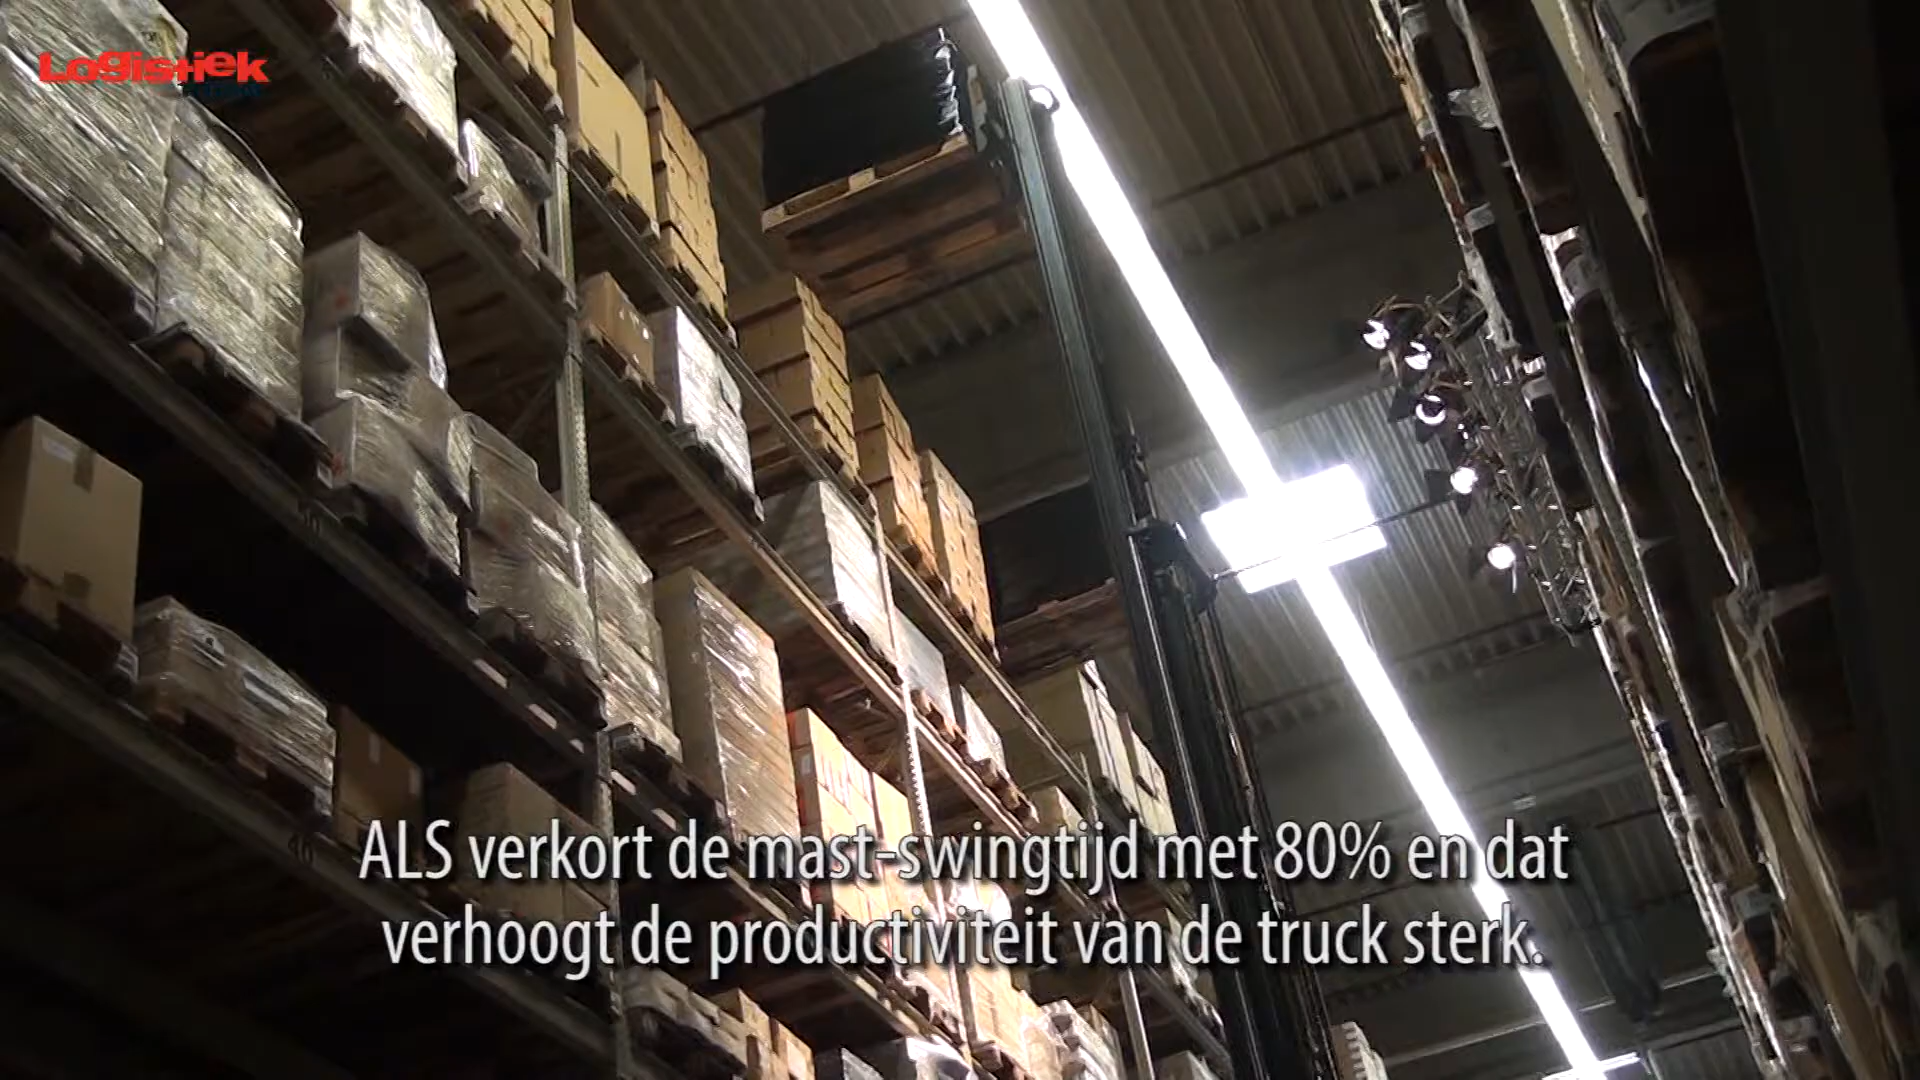 Logistiek
ALS verkort de mast-swingtijd met 80% en dat
verhoogt de productiviteit van de truck sterk.